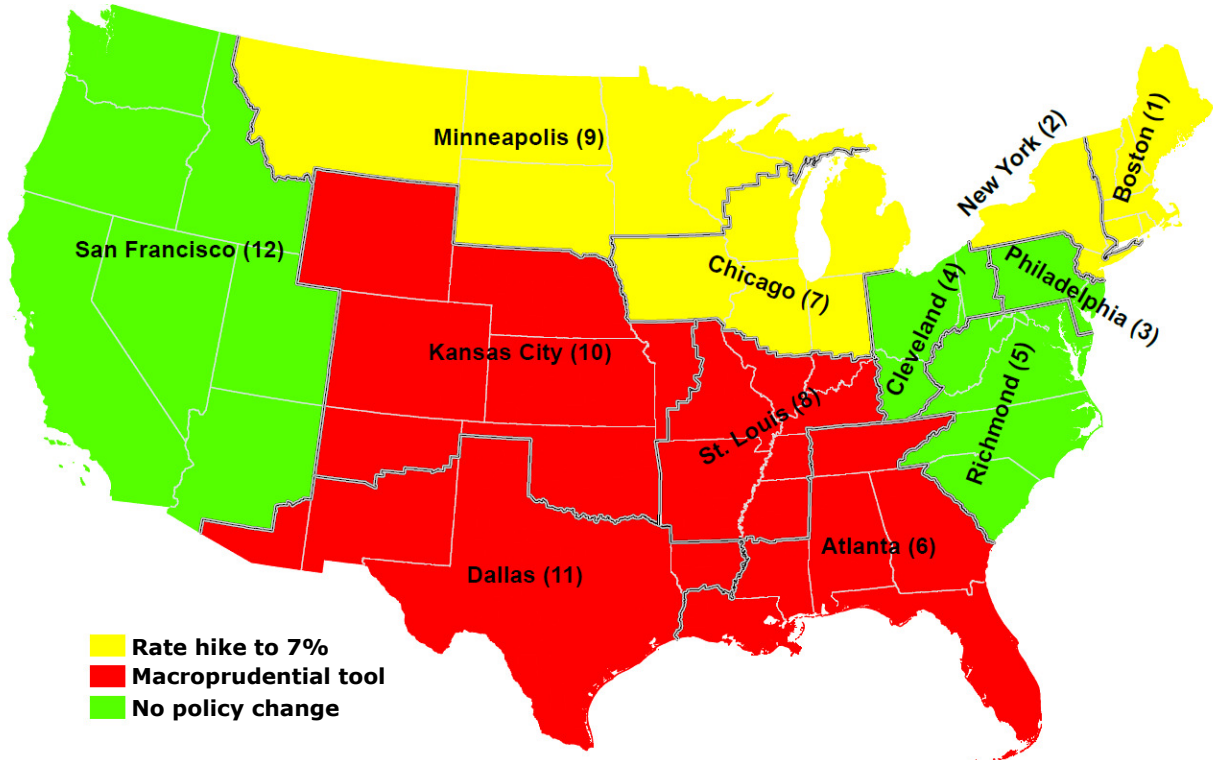 Minneapolis (9)
New York (2)
Boston (1)
San Francisco (12)
Chicago (7)
Cleveland (4)
Philadelphia (3)
Kansas City (10)
St. Louis (8)
Richmond (5)
Atlanta (6)
Dallas (11)
Rate hike to 7%
Macroprudential tool
No policy change